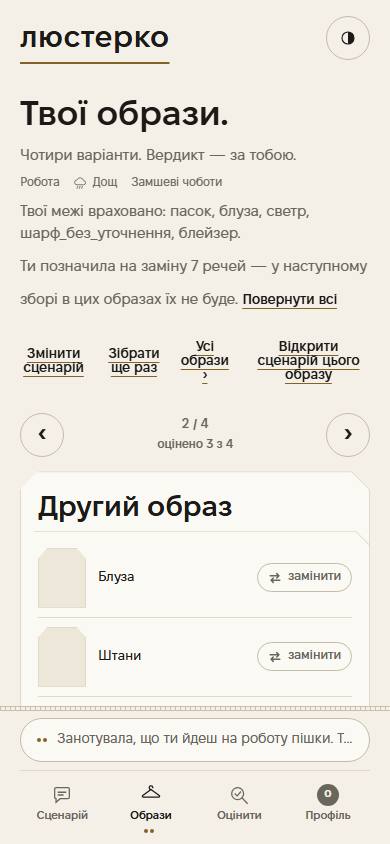 люстерко
Твої образи.
Чотири варіанти. Вердикт — за тобою.
Робота Дощ Замшеві чоботи
Твої межі враховано: пасок, блуза, светр,
шарф_без_уточнення, блейзер.
Ти позначила на заміну 7 речей — у наступному
зборі в цих образах їх не буде. Повернути всі
Змінити
сценарій
Зібрати
ще раз
Усі
образи
›
Відкрити
сценарій цього
образу
‹
2 / 4
оцінено 3 з 4
›
Другий образ
Блуза
⇄ замінити
Штани
⇄ замінити
Занотувала, що ти йдеш на роботу пішки. Т...
Сценарій
Образи
Оцінити
0
Профіль